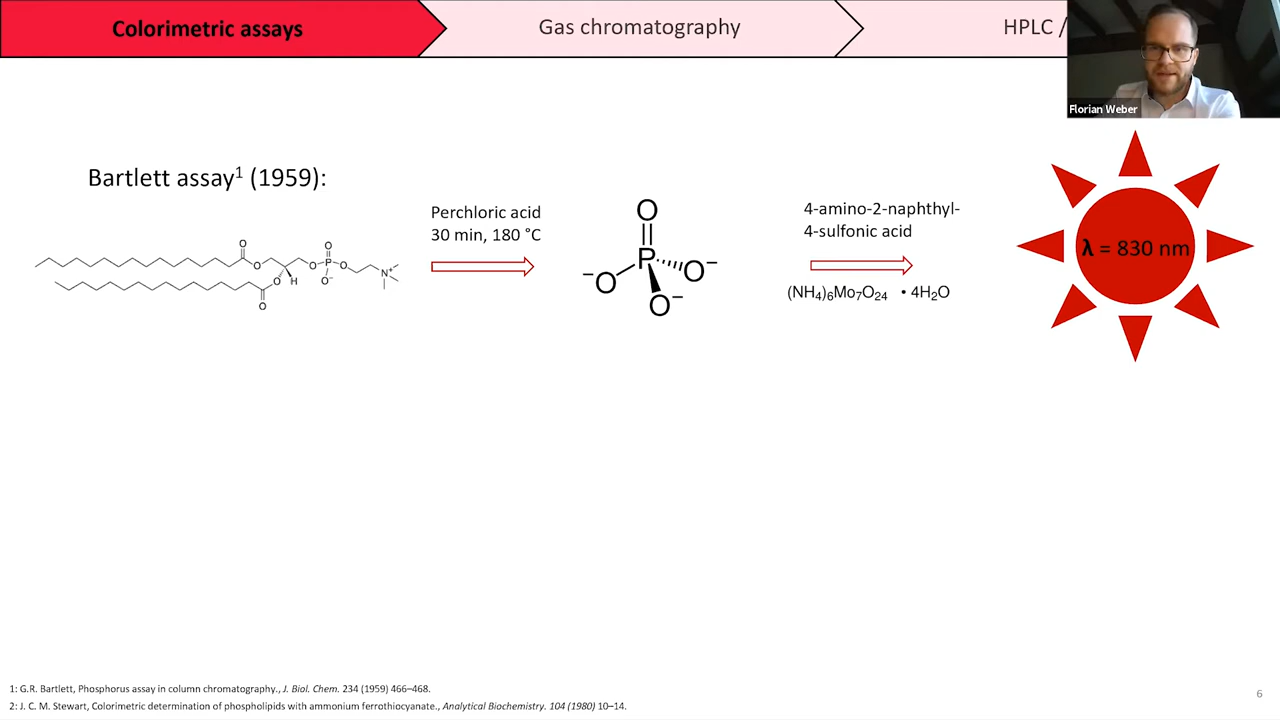 Colorimetric assays
Gas chromatography
HPLC /
Florian Weber
Bartlett assay¹ (1959):
Perchloric acid
30 min, 180 °C
4-amino-2-naphthyl-
4-sulfonic acid
(NH₄)₆Mo₇O₂₄ • 4H₂O
λ = 830 nm
O
O
O
P
O
O⁻
N⁺
O
H
O
O
P
⁻O
O⁻
O⁻
1: G.R. Bartlett, Phosphorus assay in column chromatography., J. Biol. Chem. 234 (1959) 466–468.
2: J. C. M. Stewart, Colorimetric determination of phospholipids with ammonium ferrothiocyanate., Analytical Biochemistry. 104 (1980) 10–14.
6